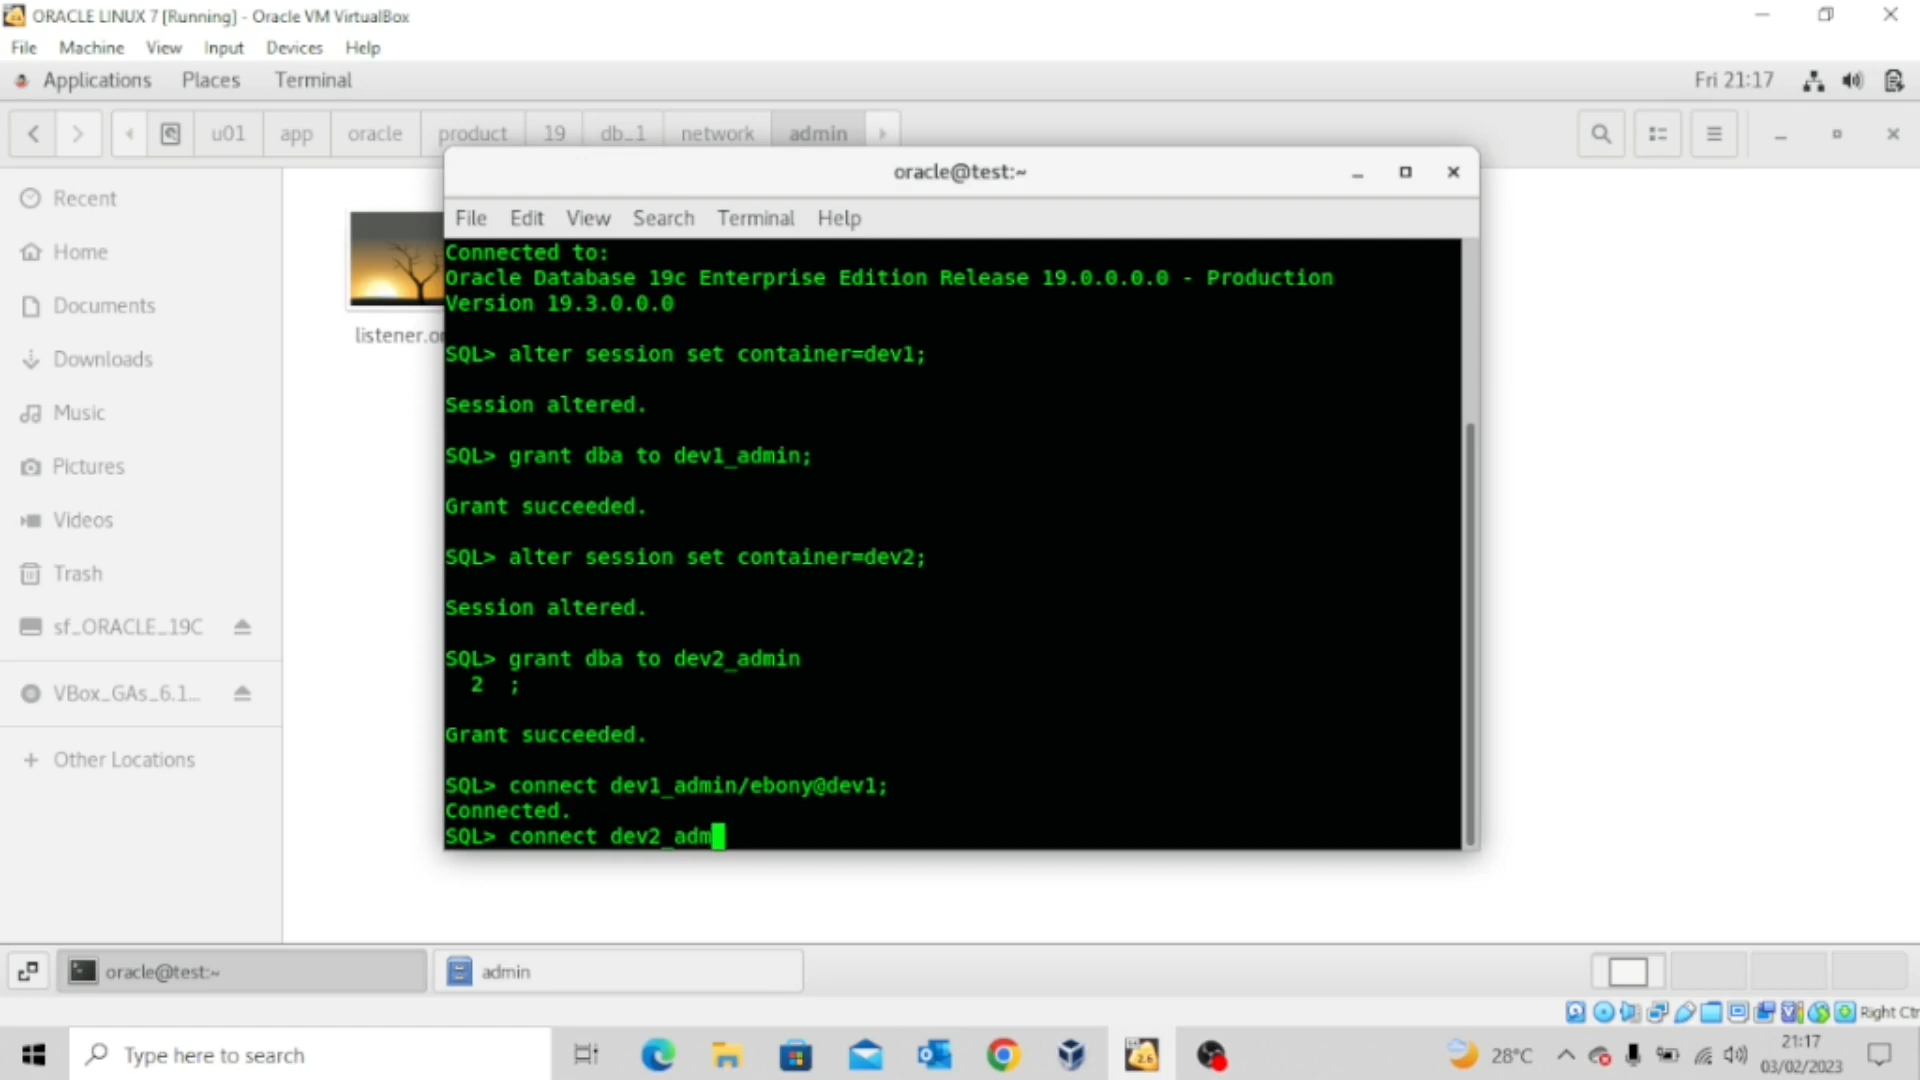 ORACLE LINUX 7 [Running] - Oracle VM VirtualBox
File Machine View Input Devices Help
Applications Places Terminal Fri 21:17
u01 app oracle product 19 db_1 network admin
oracle@test:~
File Edit View Search Terminal Help
Recent
Home
Documents
Downloads
Music
Pictures
Videos
Trash
sf_ORACLE_19C
VBox_GAs_6.1...
+ Other Locations
Connected to:
Oracle Database 19c Enterprise Edition Release 19.0.0.0.0 - Production
Version 19.3.0.0.0
SQL> alter session set container=dev1;
Session altered.
SQL> grant dba to dev1_admin;
Grant succeeded.
SQL> alter session set container=dev2;
Session altered.
SQL> grant dba to dev2_admin
2 ;
Grant succeeded.
SQL> connect dev1_admin/ebony@dev1;
Connected.
SQL> connect dev2_adm
oracle@test:~
admin
Right Ctr
Type here to search
2.6
28°C
21:17
03/02/2023